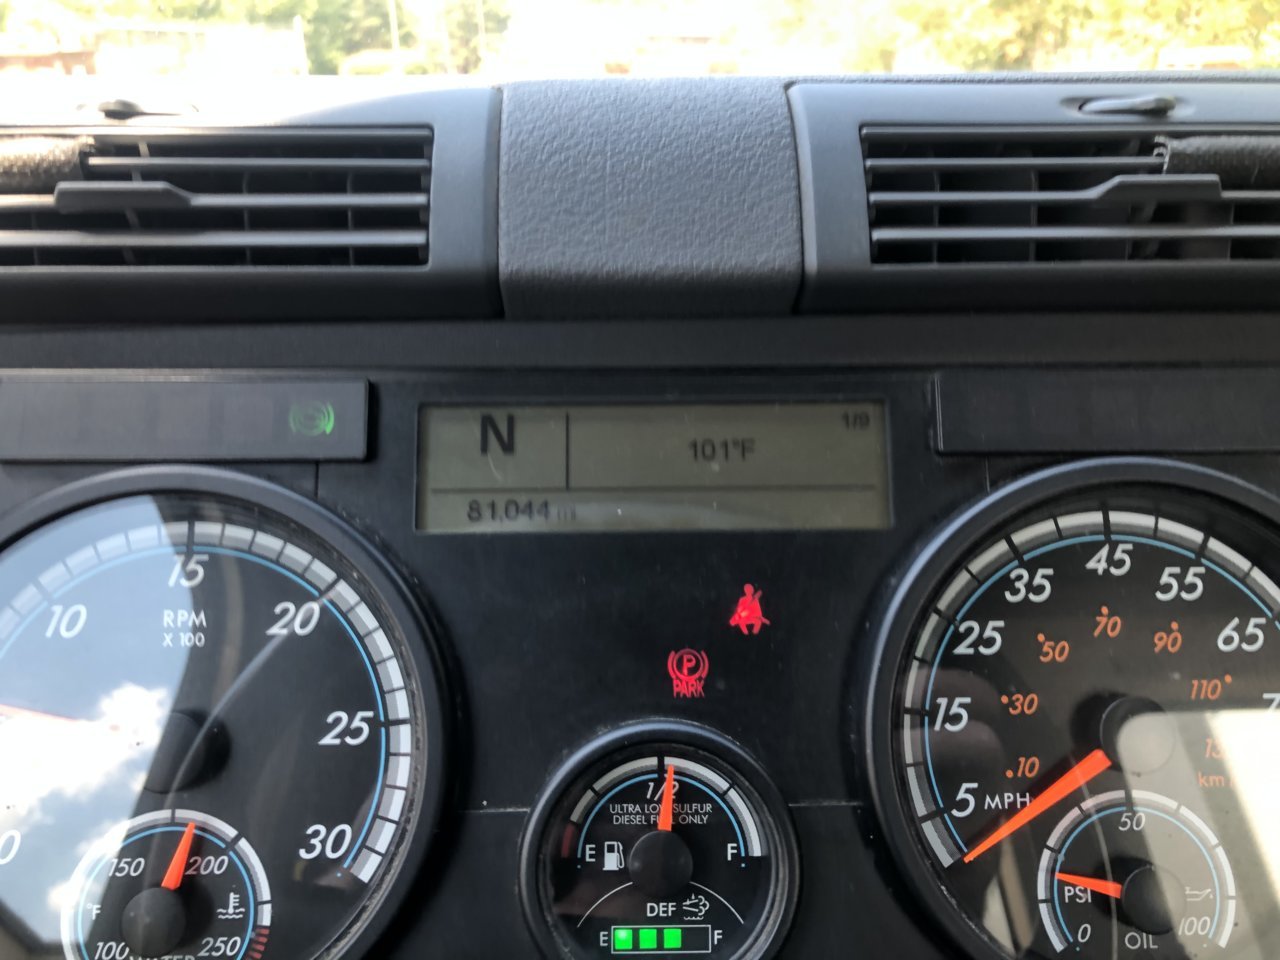 N
101°F
1/9
81,044 mi
PARK
10
15
20
25
30
RPM
X 100
150
200
°F
100
250
WATER
1/2
ULTRA LOW SULFUR
DIESEL FUEL ONLY
E
F
DEF
E
F
5
15
25
35
45
55
65
MPH
10
30
50
70
90
110
50
PSI
0
100
OIL